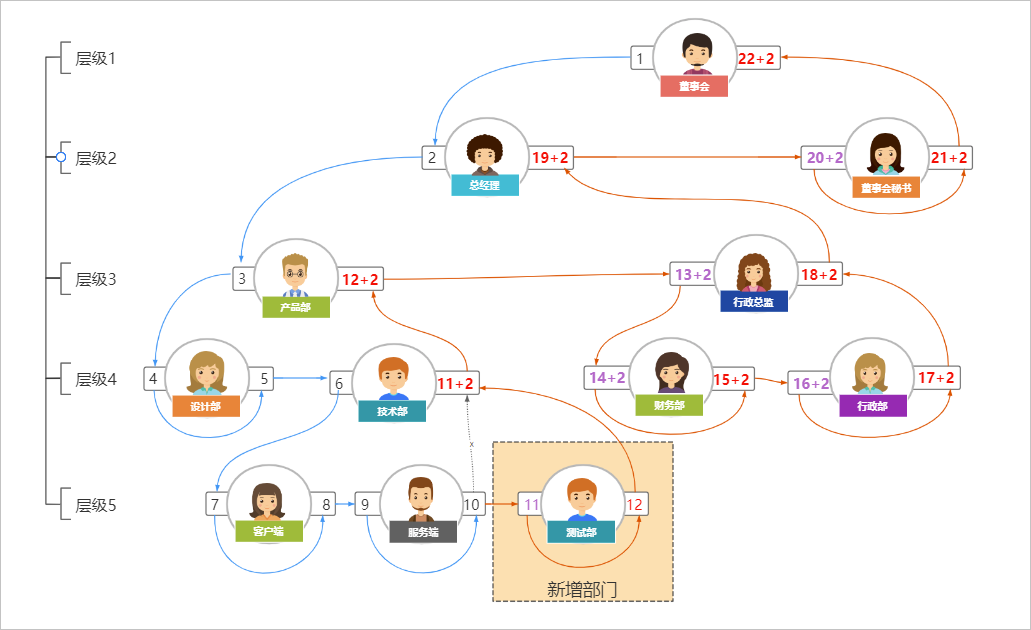 层级1
1
22+2
董事会
层级2
2
19+2
总经理
20+2
21+2
董事会秘书
层级3
3
12+2
产品部
13+2
18+2
行政总监
层级4
4
5
设计部
6
11+2
技术部
14+2
15+2
财务部
16+2
17+2
行政部
层级5
7
8
客户端
9
10
服务端
x
11
12
测试部
新增部门